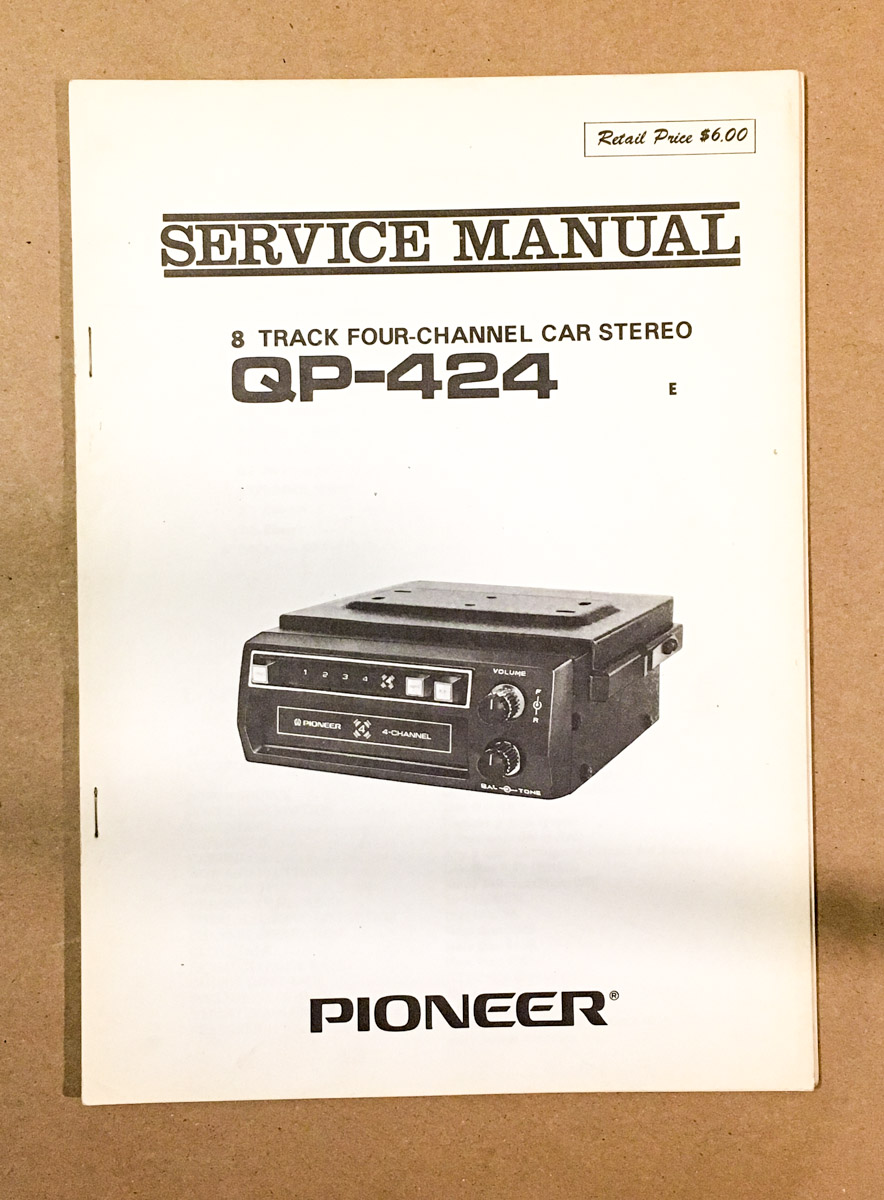 Retail Price $6.00
SERVICE MANUAL
8 TRACK FOUR-CHANNEL CAR STEREO
QP-424
E
1 2 3 4
VOLUME
F
R
PIONEER 4 4-CHANNEL
BAL TONE
PIONEER®